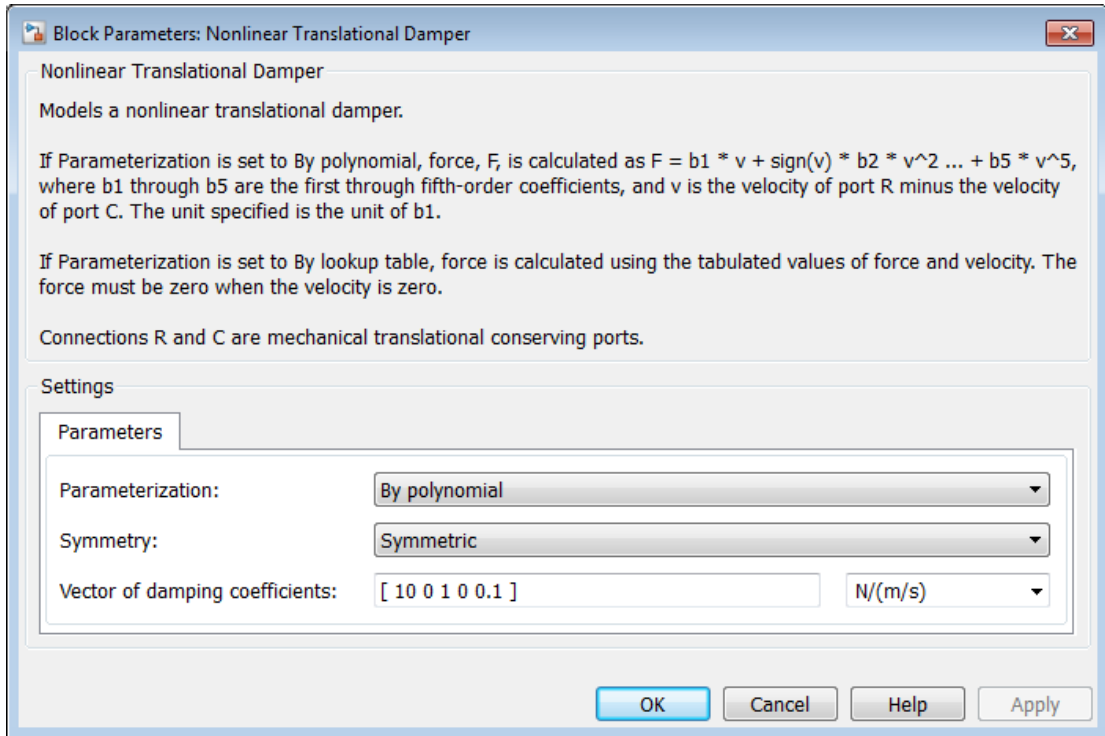 Block Parameters: Nonlinear Translational Damper
Nonlinear Translational Damper
Models a nonlinear translational damper.
If Parameterization is set to By polynomial, force, F, is calculated as F = b1 * v + sign(v) * b2 * v^2 ... + b5 * v^5,
where b1 through b5 are the first through fifth-order coefficients, and v is the velocity of port R minus the velocity
of port C. The unit specified is the unit of b1.
If Parameterization is set to By lookup table, force is calculated using the tabulated values of force and velocity. The
force must be zero when the velocity is zero.
Connections R and C are mechanical translational conserving ports.
Settings
Parameters
Parameterization: By polynomial
Symmetry: Symmetric
Vector of damping coefficients: [ 10 0 1 0 0.1 ] N/(m/s)
OK Cancel Help Apply